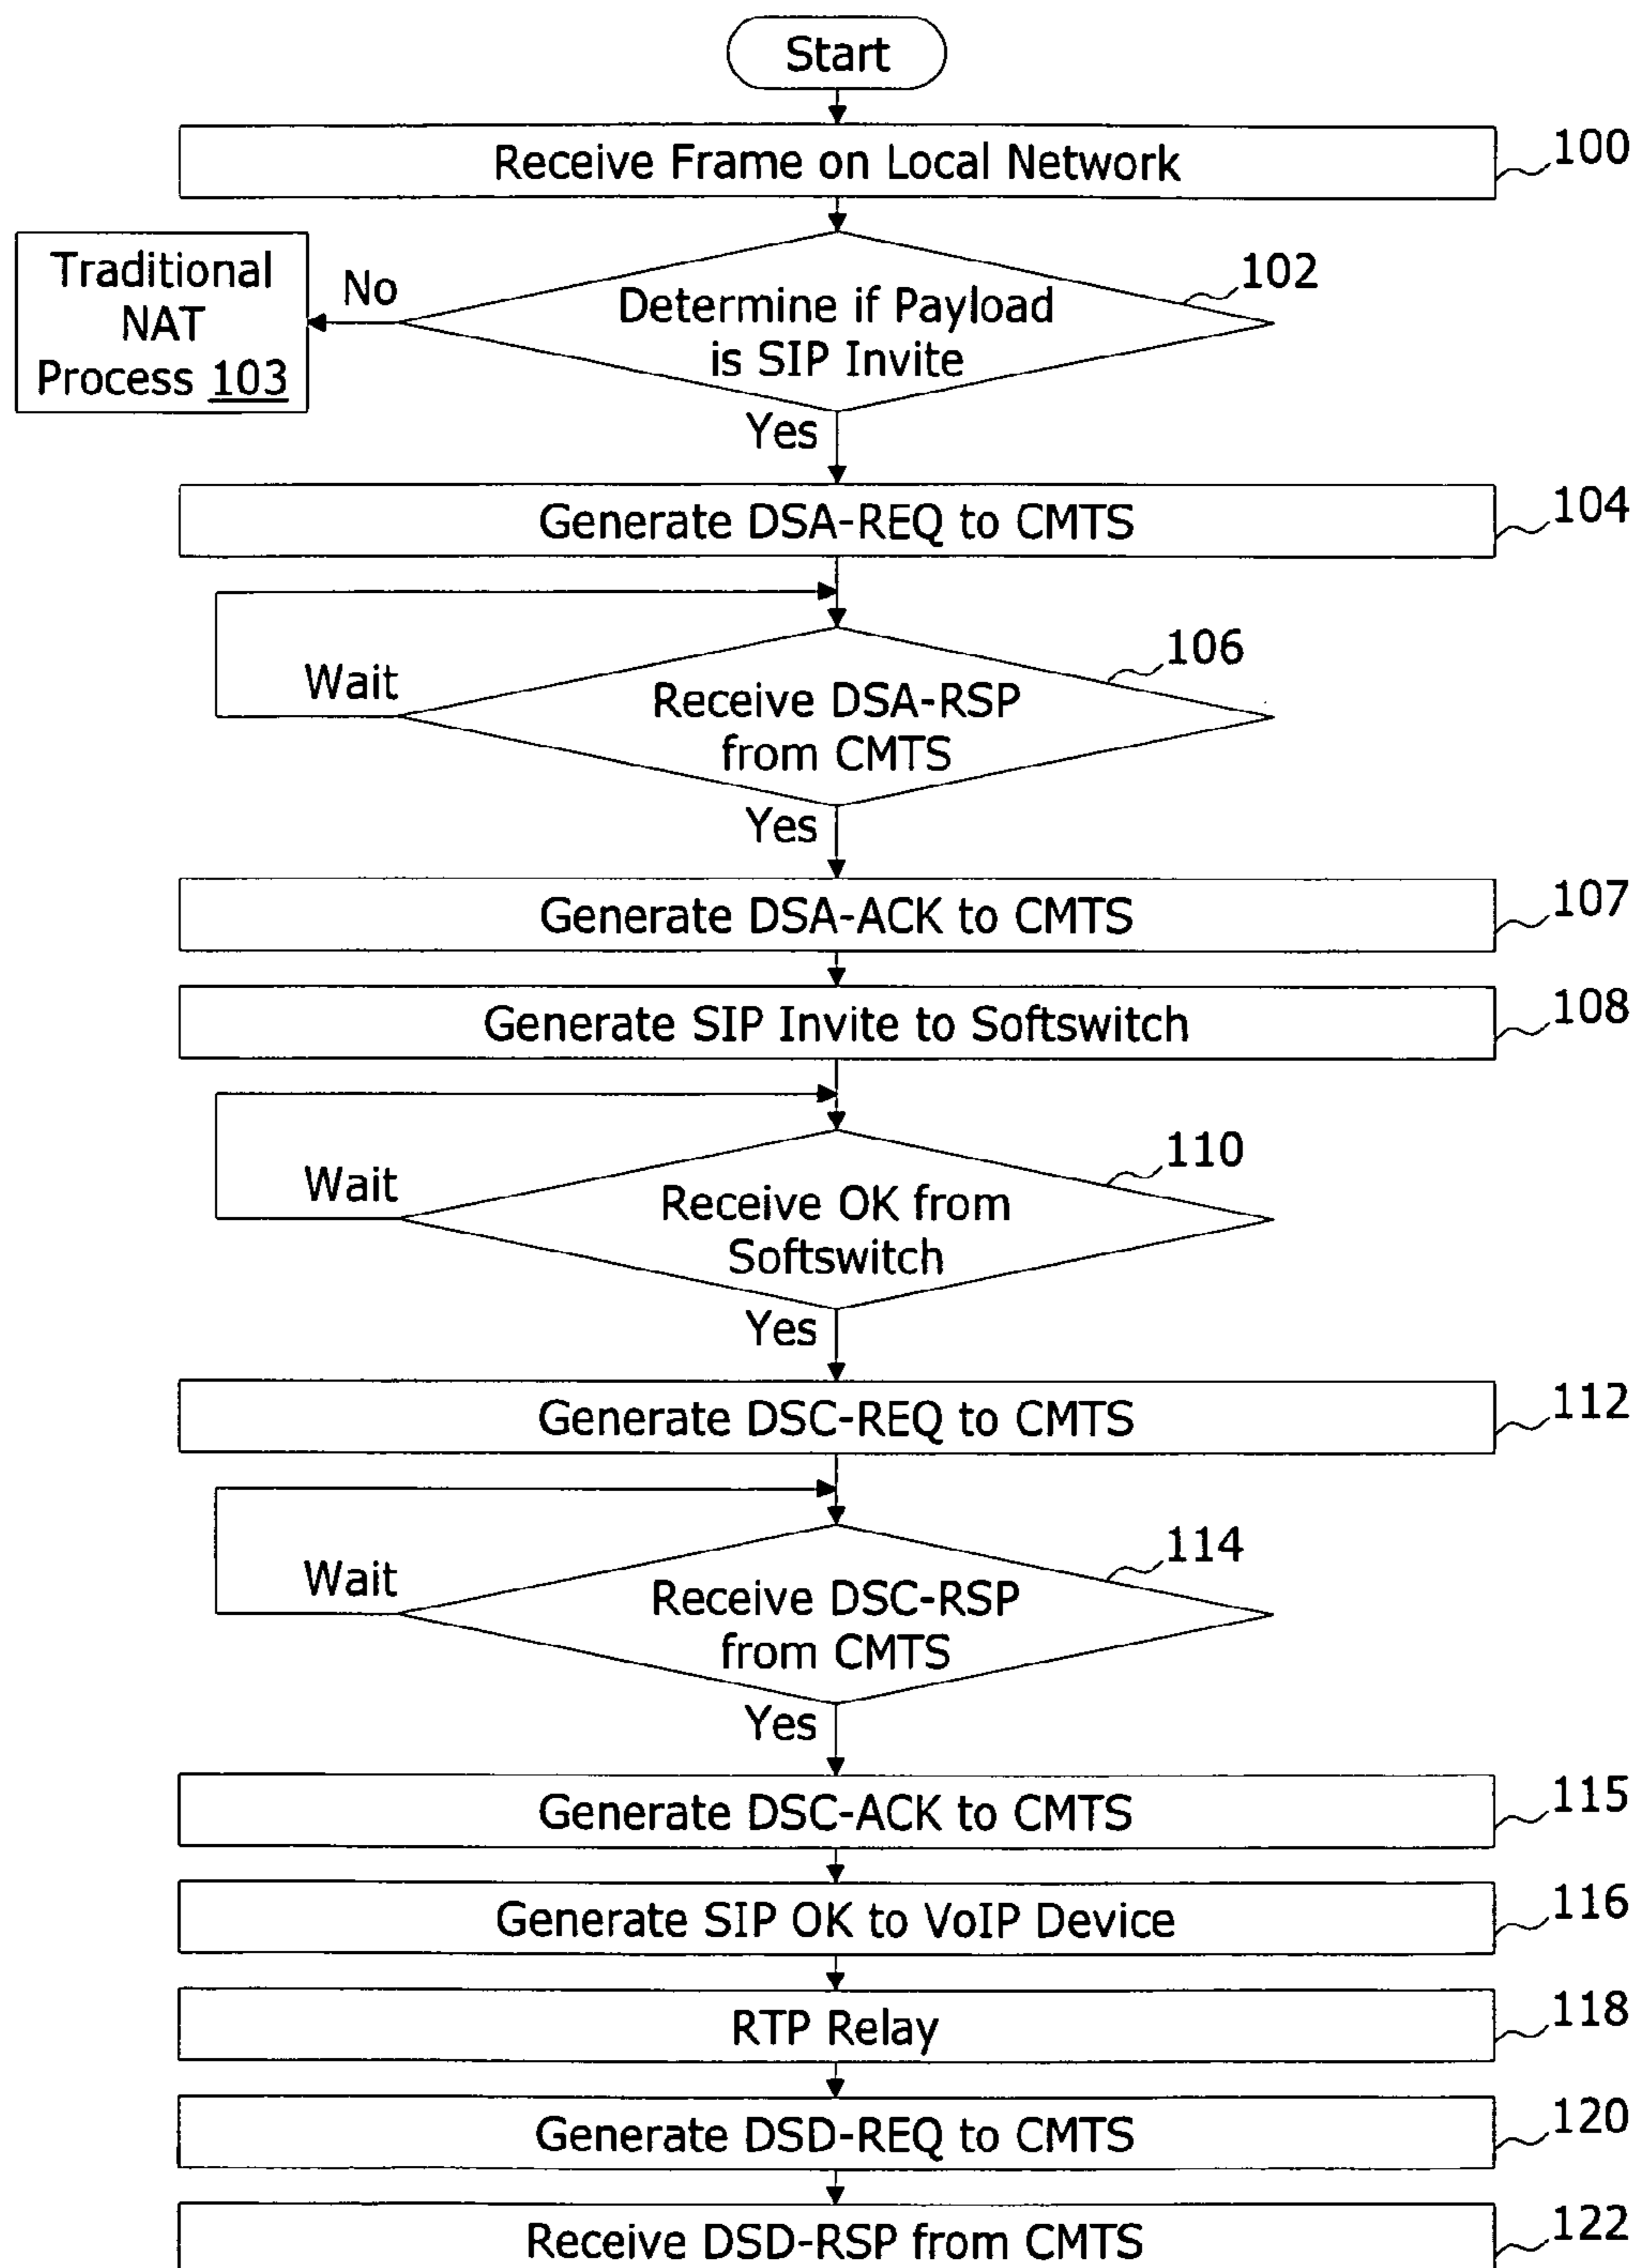 Start
Receive Frame on Local Network
100
Traditional
NAT
Process 103
No
Determine if Payload
is SIP Invite
102
Yes
Generate DSA-REQ to CMTS
104
Wait
Receive DSA-RSP
from CMTS
106
Yes
Generate DSA-ACK to CMTS
107
Generate SIP Invite to Softswitch
108
Wait
Receive OK from
Softswitch
110
Yes
Generate DSC-REQ to CMTS
112
Wait
Receive DSC-RSP
from CMTS
114
Yes
Generate DSC-ACK to CMTS
115
Generate SIP OK to VoIP Device
116
RTP Relay
118
Generate DSD-REQ to CMTS
120
Receive DSD-RSP from CMTS
122